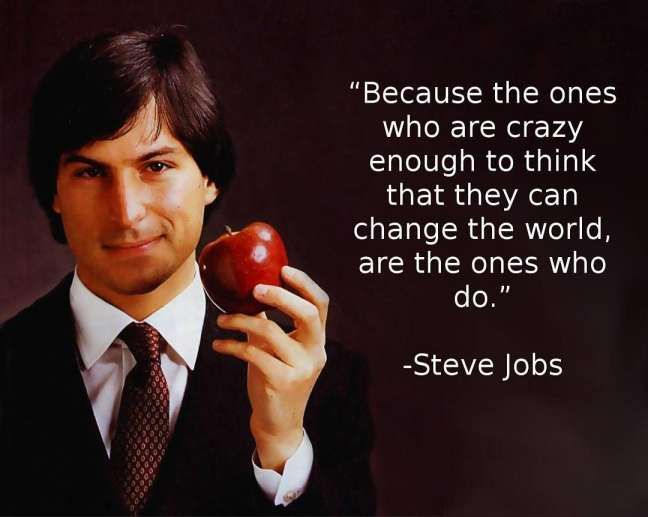 “Because the ones
who are crazy
enough to think
that they can
change the world,
are the ones who
do.”
-Steve Jobs